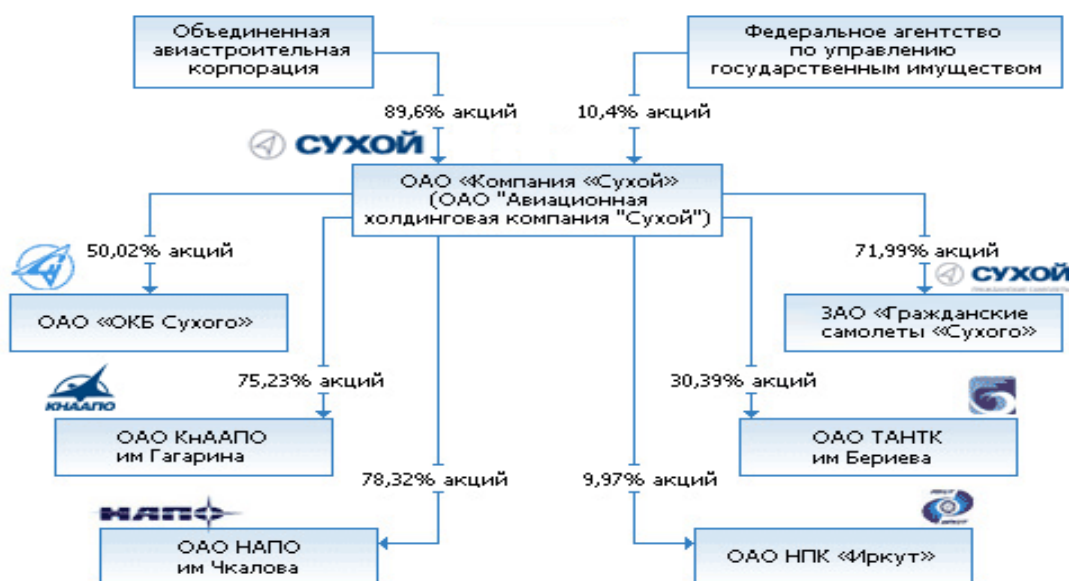 Объединенная
авиастроительная
корпорация
Федеральное агентство
по управлению
государственным имуществом
89,6% акций
10,4% акций
СУХОЙ
ОАО «Компания «Сухой»
(ОАО "Авиационная
холдинговая компания "Сухой")
50,02% акций
71,99% акций
СУХОЙ
ОАО «ОКБ Сухого»
ЗАО «Гражданские
самолеты «Сухого»
75,23% акций
30,39% акций
КНААПО
ОАО КнААПО
им Гагарина
ОАО ТАНТК
им Бериева
78,32% акций
9,97% акций
НАПО
ОАО НАПО
им Чкалова
ОАО НПК «Иркут»